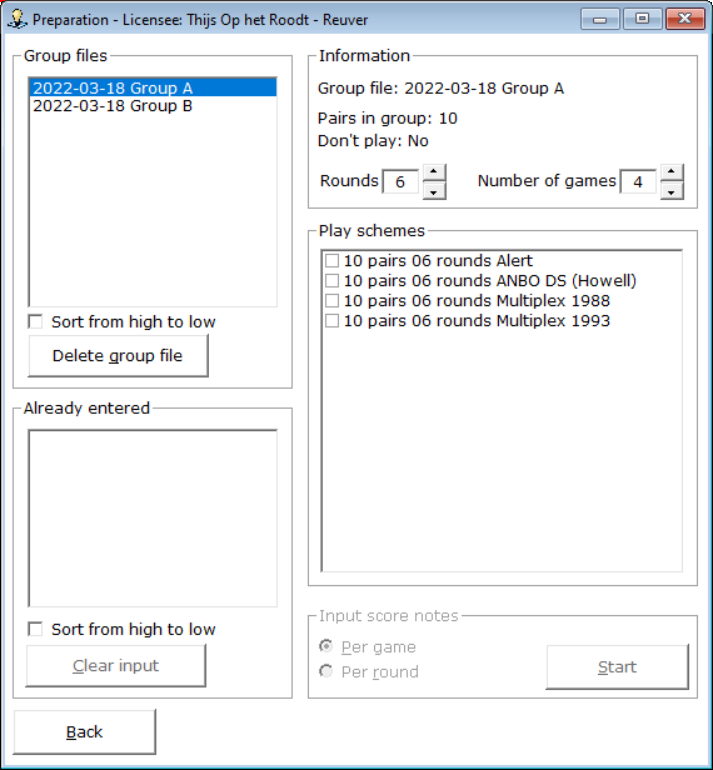 Preparation - Licensee: Thijs Op het Roodt - Reuver
Group files
2022-03-18 Group A
2022-03-18 Group B
Sort from high to low
Delete group file
Already entered
Sort from high to low
Clear input
Back
Information
Group file: 2022-03-18 Group A
Pairs in group: 10
Don't play: No
Rounds 6 Number of games 4
Play schemes
10 pairs 06 rounds Alert
10 pairs 06 rounds ANBO DS (Howell)
10 pairs 06 rounds Multiplex 1988
10 pairs 06 rounds Multiplex 1993
Input score notes
Per game
Per round
Start